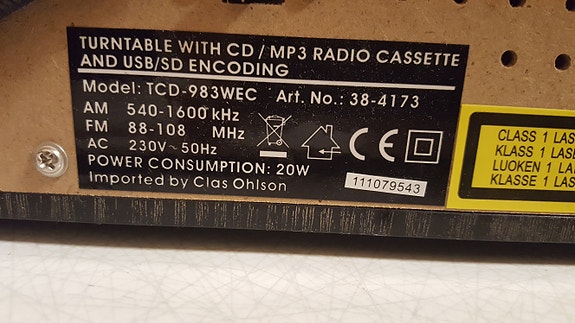 TURNTABLE WITH CD / MP3 RADIO CASSETTE
AND USB/SD ENCODING
Model: TCD-983WEC Art. No.: 38-4173
AM 540-1600 kHz
FM 88-108 MHz
AC 230V~50Hz
POWER CONSUMPTION: 20W
Imported by Clas Ohlson
CE
111079543
CLASS 1 LAS
KLASS 1 LASE
LUOKEN 1 LA
KLASSE 1 LAS